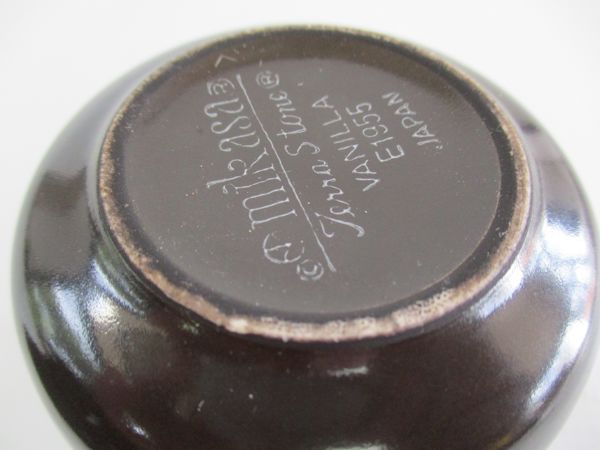 © mikasa®
Terra Stone®
VANILLA
E1955
JAPAN